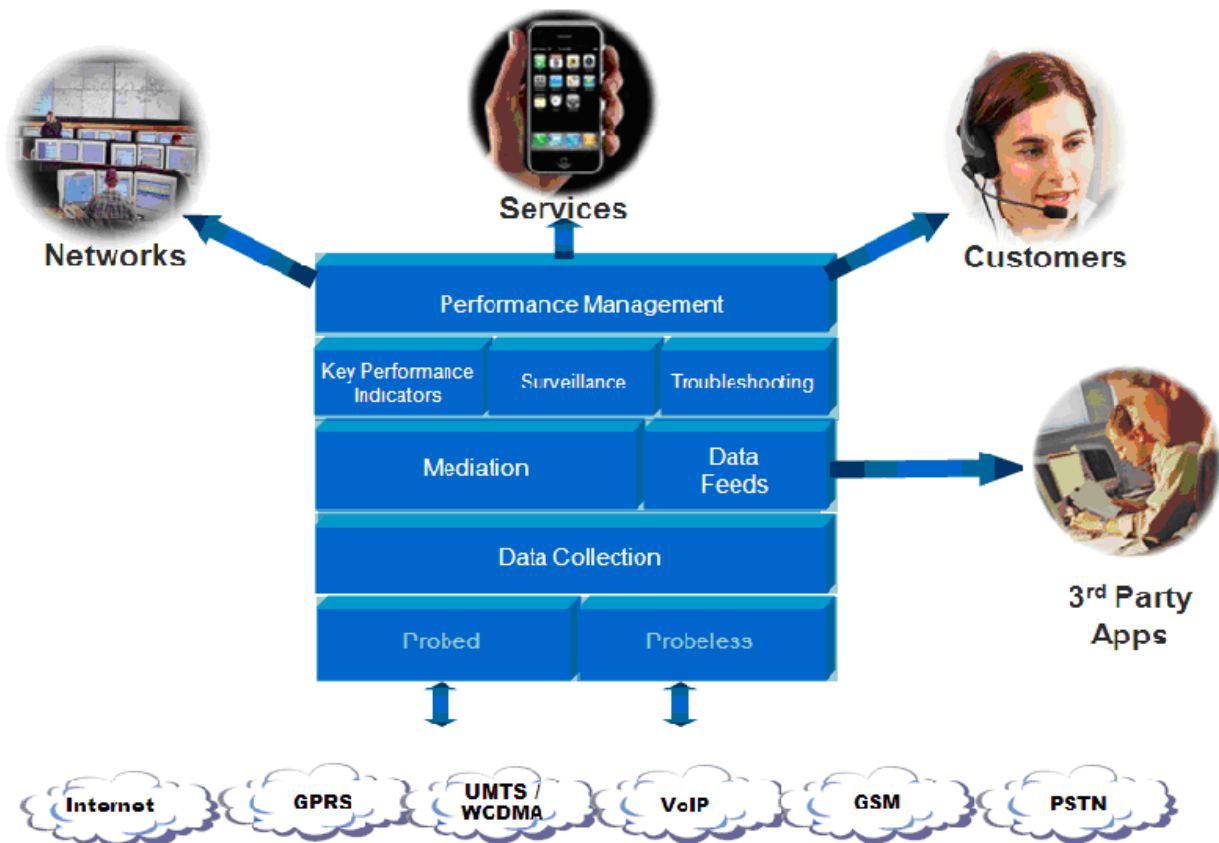 Services
Networks
Customers
Performance Management
Key Performance
Indicators
Surveillance
Troubleshooting
Mediation
Data
Feeds
Data Collection
3rd Party
Apps
Probed
Probeless
Internet
GPRS
UMTS /
WCDMA
VoIP
GSM
PSTN